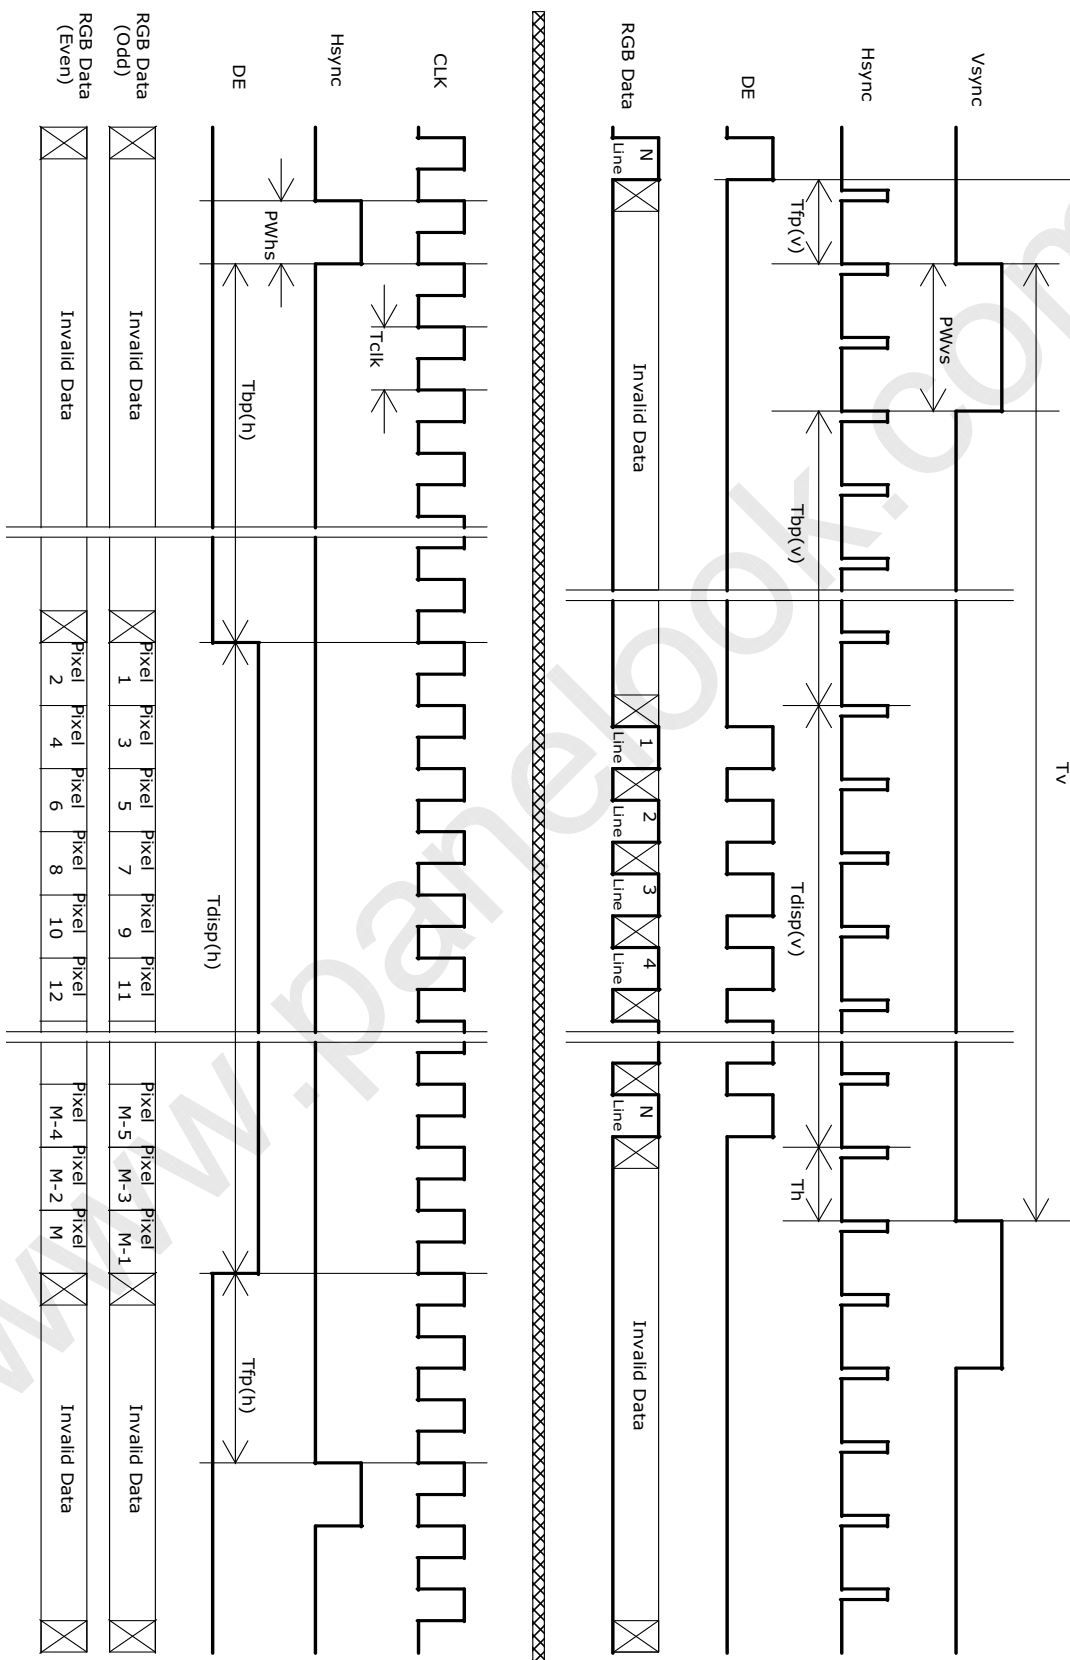 Tv
Vsync
PWvs
Hsync
Tfp(v)
Tbp(v)
Tdisp(v)
Th
DE
RGB Data
Line N
Invalid Data
Line 1
Line 2
Line 3
Line 4
Line N
Invalid Data
CLK
Tclk
Hsync
PWhs
DE
Tbp(h)
Tdisp(h)
Tfp(h)
RGB Data
(Odd)
Invalid Data
Pixel 1
Pixel 3
Pixel 5
Pixel 7
Pixel 9
Pixel 11
Pixel M-5
Pixel M-3
Pixel M-1
Invalid Data
RGB Data
(Even)
Invalid Data
Pixel 2
Pixel 4
Pixel 6
Pixel 8
Pixel 10
Pixel 12
Pixel M-4
Pixel M-2
Pixel M
Invalid Data
www.panelook.com